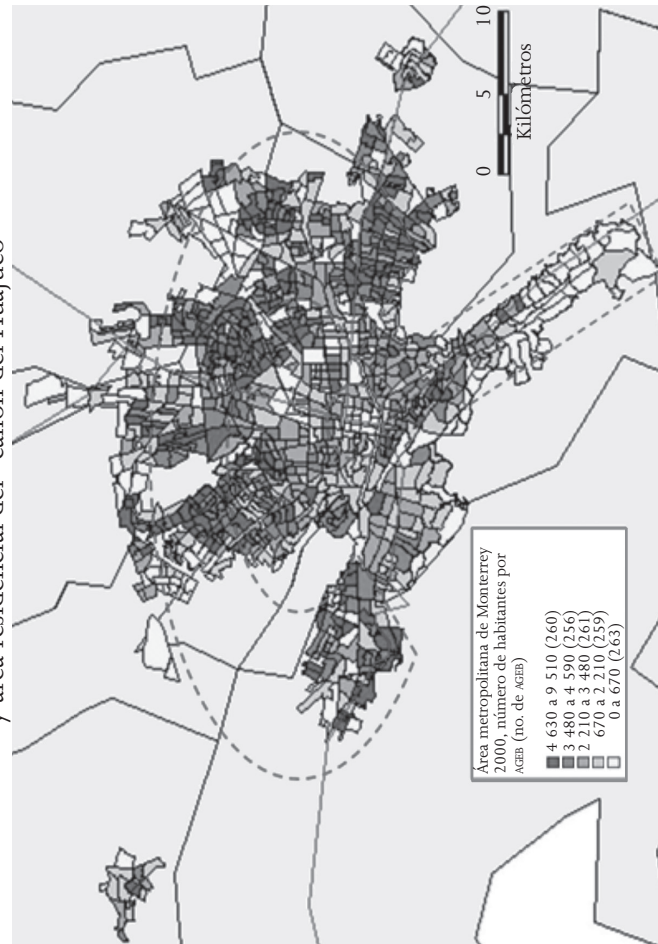 y área residencial del "cañón del Huajuco"
0 5 10
Kilómetros
Área metropolitana de Monterrey
2000, número de habitantes por
AGEB (no. de AGEB)
4 630 a 9 510 (260)
3 480 a 4 590 (256)
2 210 a 3 480 (261)
670 a 2 210 (259)
0 a 670 (263)